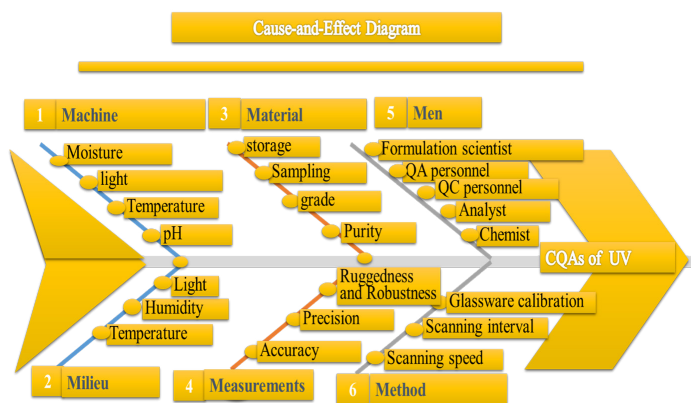 Cause-and-Effect Diagram
1 Machine
3 Material
5 Men
Moisture
light
Temperature
pH
storage
Sampling
grade
Purity
Formulation scientist
QA personnel
QC personnel
Analyst
Chemist
CQAs of UV
Light
Humidity
Temperature
Ruggedness
and Robustness
Precision
Accuracy
Glassware calibration
Scanning interval
Scanning speed
2 Milieu
4 Measurements
6 Method